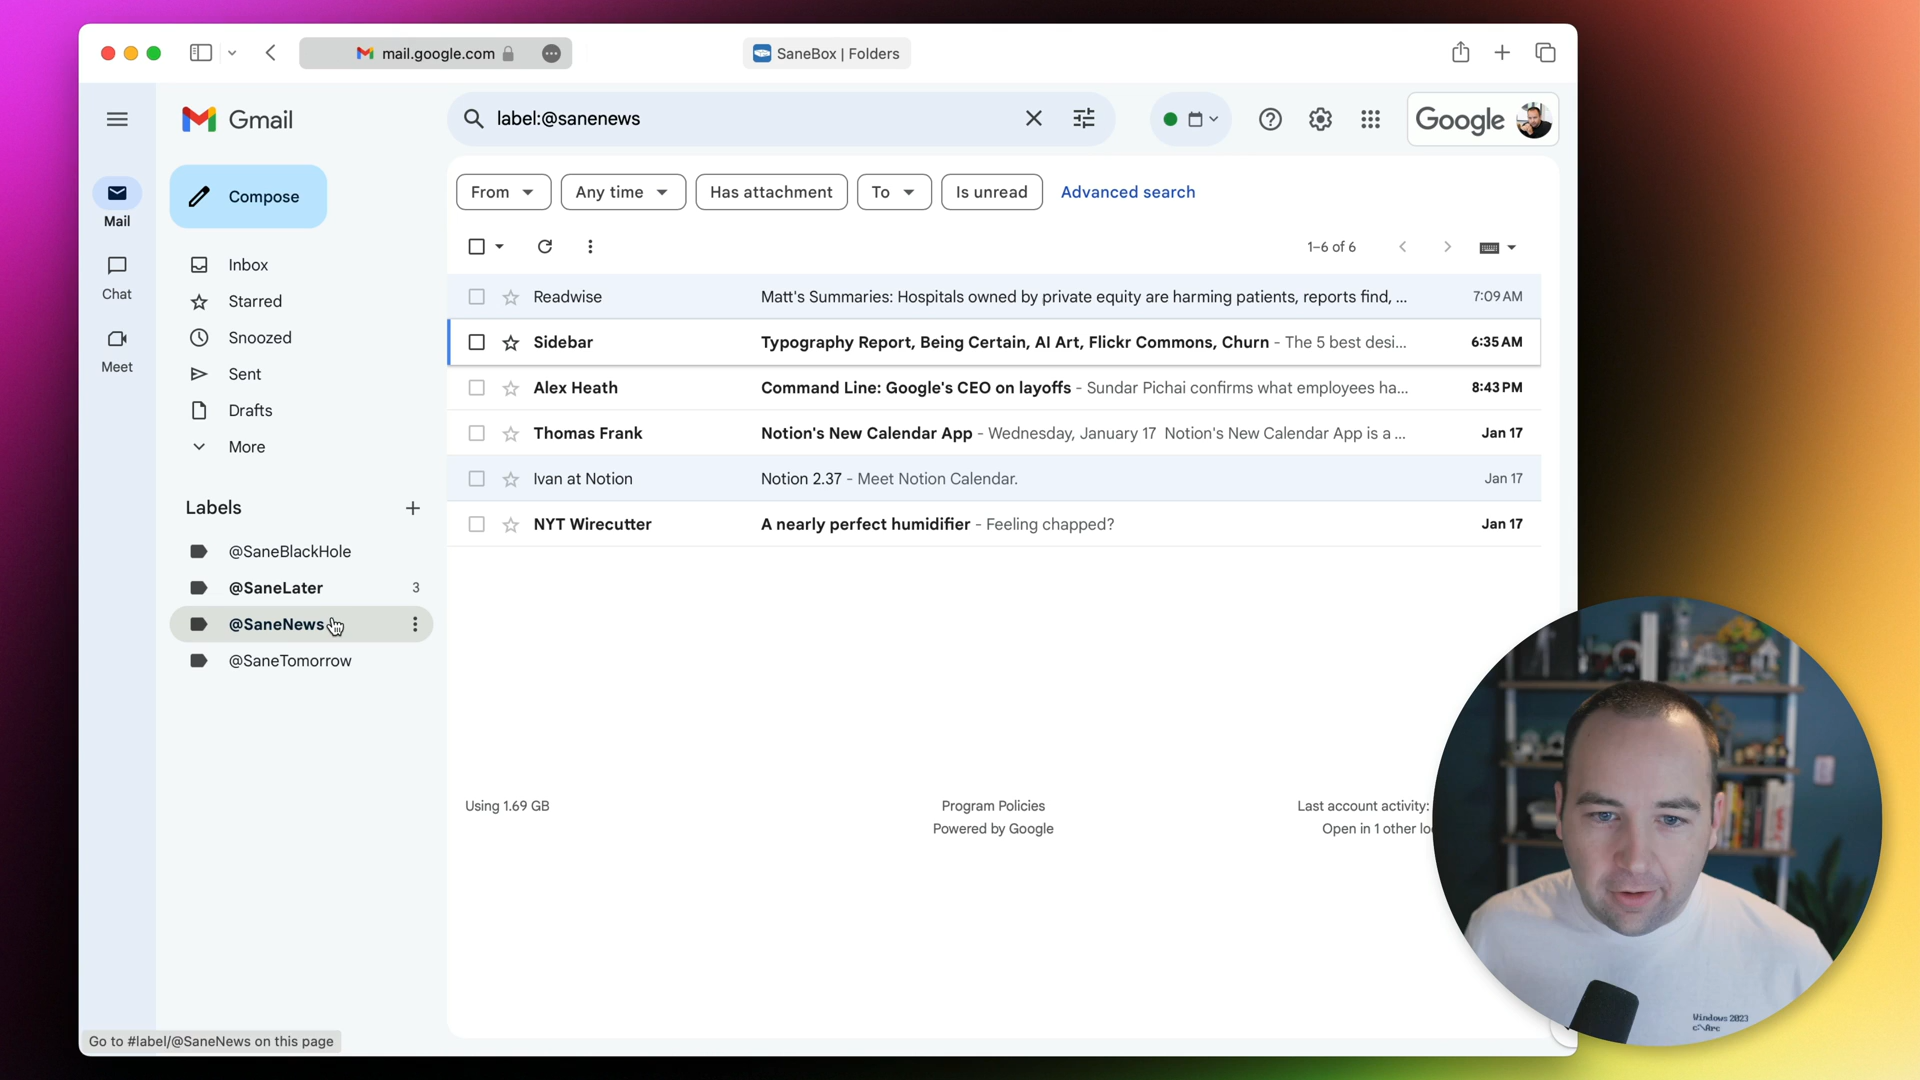 mail.google.com
SaneBox | Folders
Gmail
label:@sanenews
Google
Compose
Mail
Chat
Meet
Inbox
Starred
Snoozed
Sent
Drafts
More
Labels
@SaneBlackHole
@SaneLater 3
@SaneNews
@SaneTomorrow
From
Any time
Has attachment
To
Is unread
Advanced search
1–6 of 6
Readwise Matt's Summaries: Hospitals owned by private equity are harming patients, reports find, ... 7:09 AM
Sidebar Typography Report, Being Certain, AI Art, Flickr Commons, Churn - The 5 best desi... 6:35 AM
Alex Heath Command Line: Google's CEO on layoffs - Sundar Pichai confirms what employees ha... 8:43 PM
Thomas Frank Notion's New Calendar App - Wednesday, January 17 Notion's New Calendar App is a ... Jan 17
Ivan at Notion Notion 2.37 - Meet Notion Calendar. Jan 17
NYT Wirecutter A nearly perfect humidifier - Feeling chapped? Jan 17
Using 1.69 GB
Program Policies
Powered by Google
Last account activity:
Open in 1 other lo
Go to #label/@SaneNews on this page
Windows 2023
c:\Arc